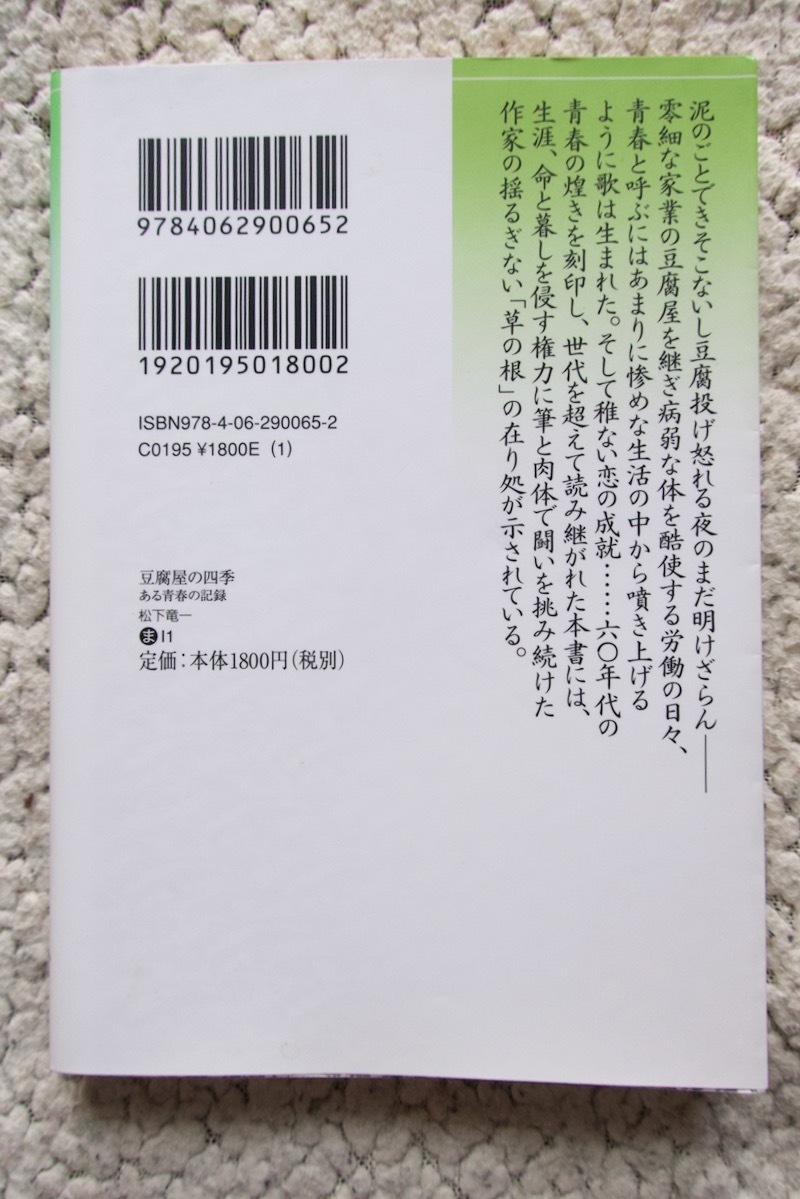 泥のごとできそこないし豆腐投げ怒れる夜のまだ明けざらん――
零細な家業の豆腐屋を継ぎ病弱な体を酷使する労働の日々、
青春と呼ぶにはあまりに惨めな生活の中から噴き上げる
ように歌は生まれた。そして稚ない恋の成就……六〇年代の
青春の煌きを刻印し、世代を超えて読み継がれた本書には、
生涯、命と暮しを侵す権力に筆と肉体で闘いを挑み続けた
作家の揺るぎない「草の根」の在り処が示されている。
9784062900652
1920195018002
ISBN978-4-06-290065-2
C0195 ¥1800E (1)
豆腐屋の四季
ある青春の記録
松下竜一
ま I1
定価：本体1800円（税別）